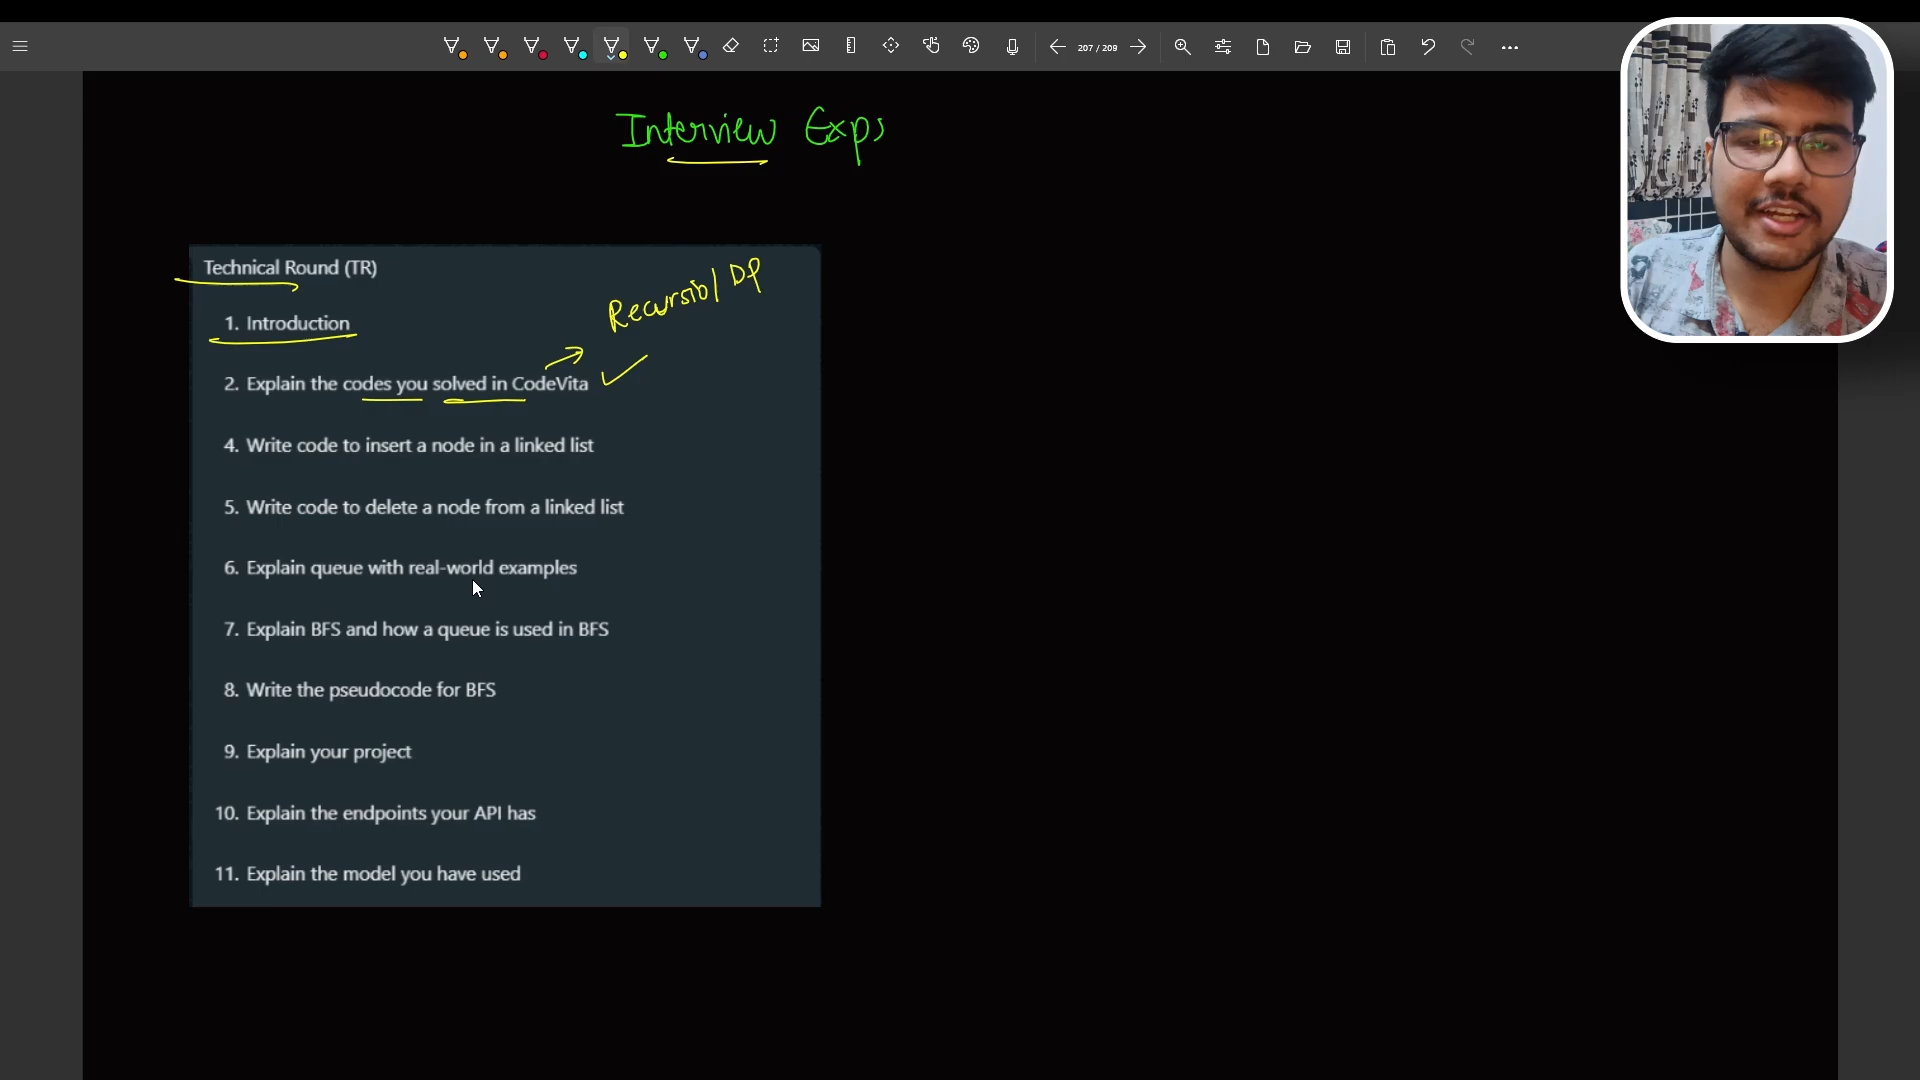 207 / 209
Interview Exps
Technical Round (TR)
Recursio/ DP
1. Introduction
2. Explain the codes you solved in CodeVita
4. Write code to insert a node in a linked list
5. Write code to delete a node from a linked list
6. Explain queue with real-world examples
7. Explain BFS and how a queue is used in BFS
8. Write the pseudocode for BFS
9. Explain your project
10. Explain the endpoints your API has
11. Explain the model you have used